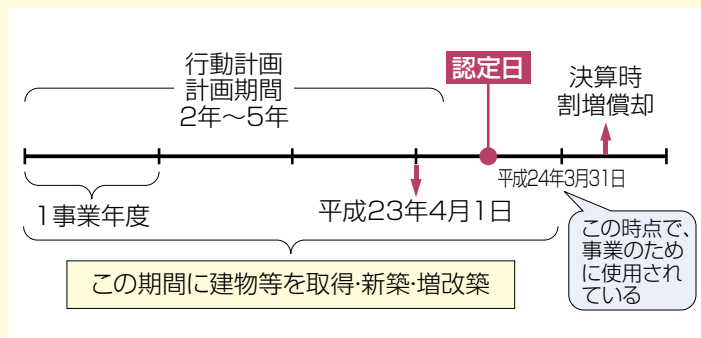 行動計画
計画期間
2年～5年
認定日
決算時
割増償却
1事業年度
平成23年4月1日
平成24年3月31日
この時点で、
事業のため
に使用され
ている
この期間に建物等を取得・新築・増改築